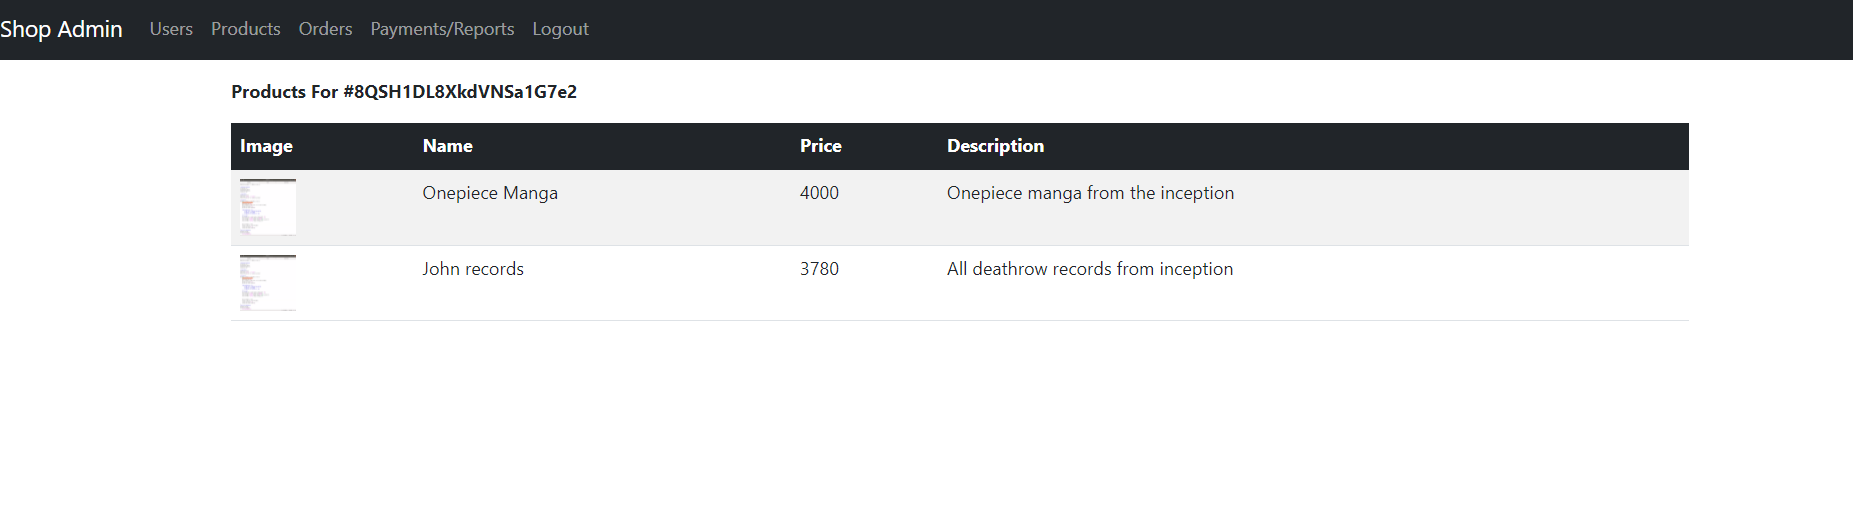 Shop Admin Users Products Orders Payments/Reports Logout
Products For #8QSH1DL8XkdVNSa1G7e2
Image Name Price Description
Onepiece Manga 4000 Onepiece manga from the inception
John records 3780 All deathrow records from inception